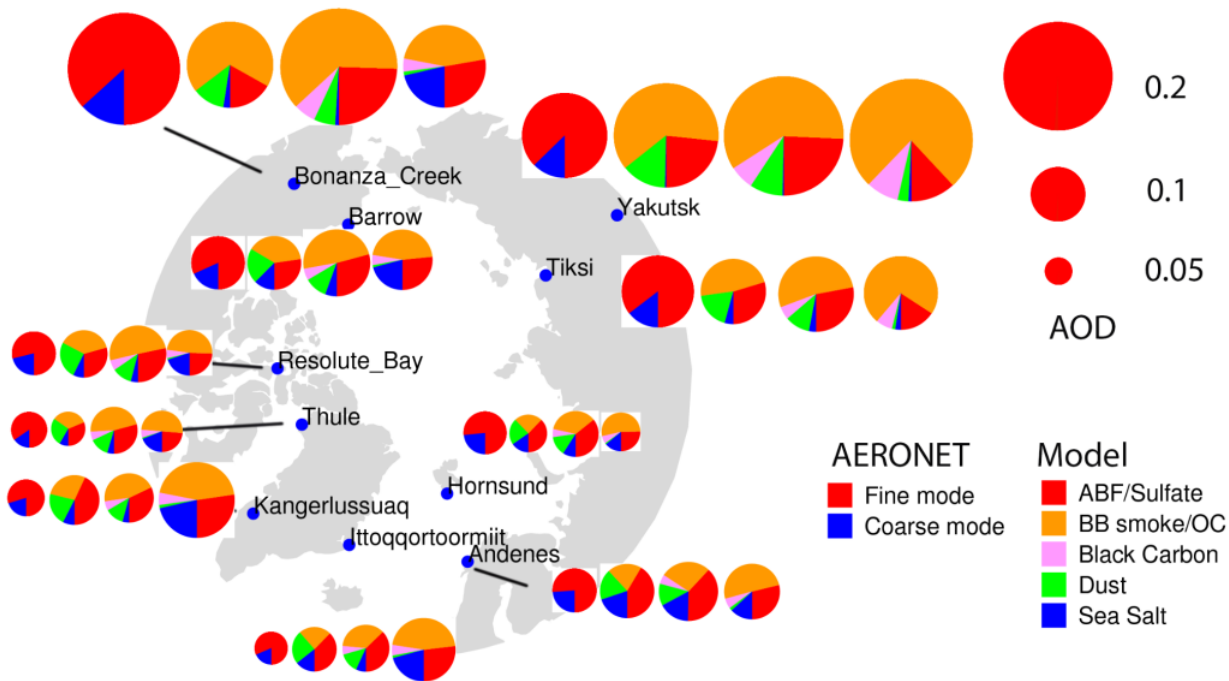 0.2
Bonanza_Creek
Yakutsk
0.1
Barrow
Tiksi
0.05
AOD
Resolute_Bay
Thule
AERONET
Model
Fine mode
ABF/Sulfate
Hornsund
Coarse mode
BB smoke/OC
Kangerlussuaq
Black Carbon
Ittoqqortoormiit
Andenes
Dust
Sea Salt